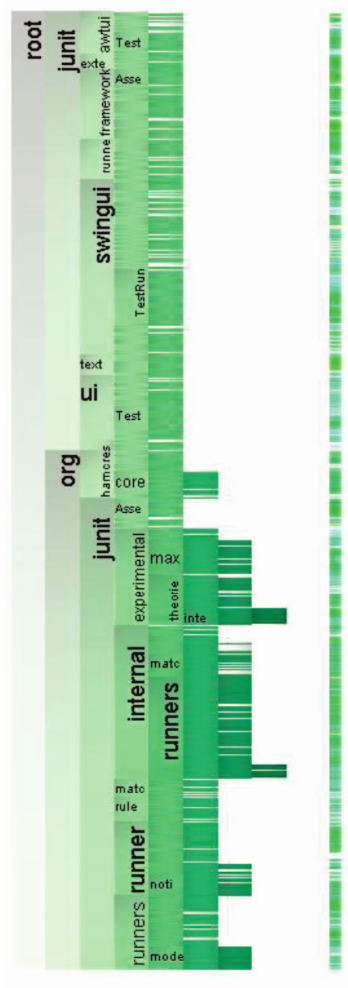 root
junit
awtui
Test
exte
framework
Asse
runne
swingui
TestRun
text
ui
Test
org
hamcres
core
junit
Asse
experimental
max
theorie
inte
internal
matc
runners
matc
rule
runner
noti
runners
mode